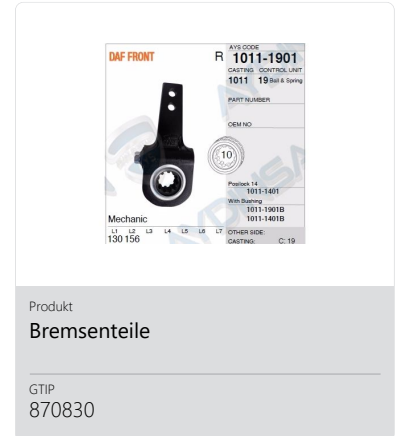 DAF FRONT
R
AYS CODE
1011-1901
CASTING CONTROL UNIT
1011 19 Ball & Spring
PART NUMBER
OEM NO
10
Poslock 14
1011-1401
With Bushing
1011-1901B
1011-1401B
Mechanic
L1 L2 L3 L4 L5 L6 L7
130 156
OTHER SIDE:
CASTING: C: 19
AYDINSAN
Produkt
Bremsenteile
GTIP
870830